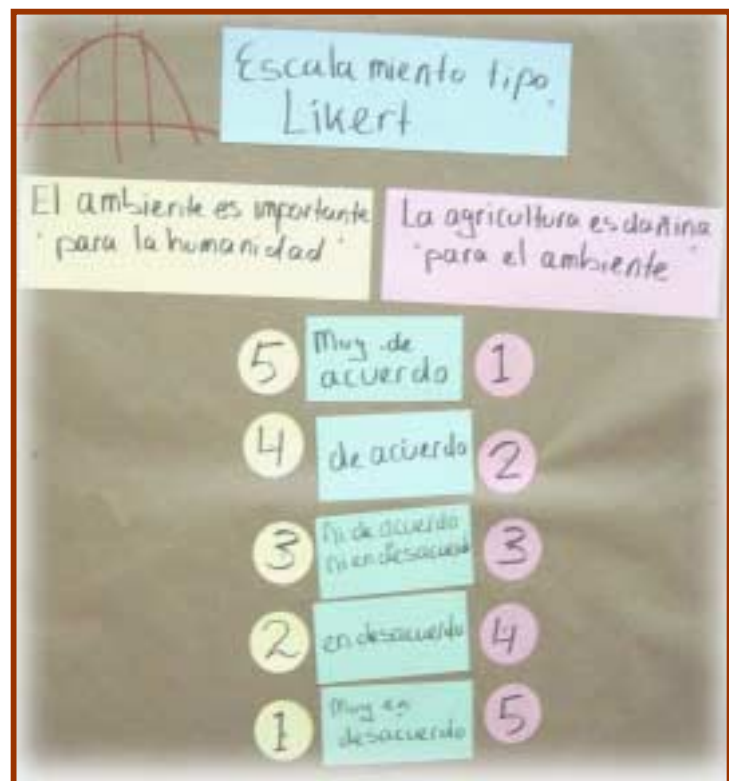 Escalamiento tipo
Likert
El ambiente es importante
"para la humanidad"
La agricultura es dañina
"para el ambiente"
5 Muy de
acuerdo 1
4 de acuerdo 2
3 ni de acuerdo
ni en desacuerdo 3
2 en desacuerdo 4
1 Muy en
desacuerdo 5